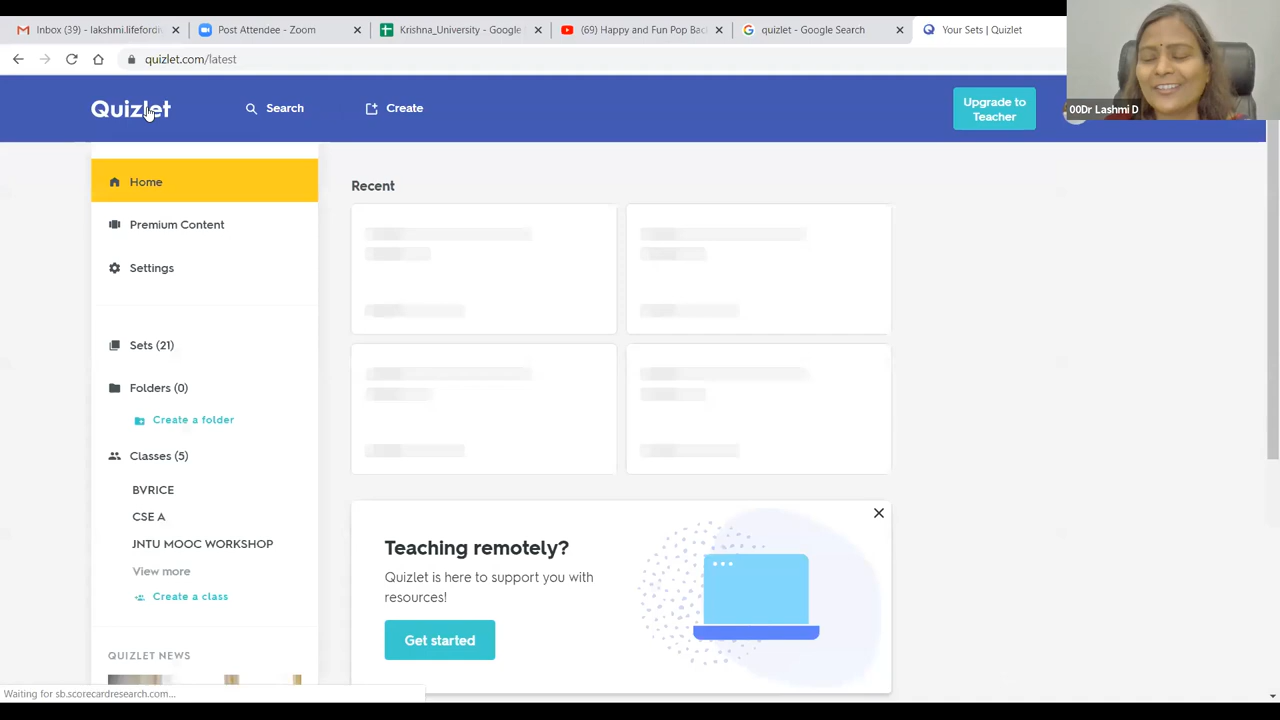 Inbox (39) - lakshmi.lifefordi
Post Attendee - Zoom
Krishna_University - Google
(69) Happy and Fun Pop Bac
quizlet - Google Search
Your Sets | Quizlet
quizlet.com/latest
Quizlet
Search
Create
Upgrade to
Teacher
00Dr Lashmi D
Home
Premium Content
Settings
Sets (21)
Folders (0)
Create a folder
Classes (5)
BVRICE
CSE A
JNTU MOOC WORKSHOP
View more
Create a class
QUIZLET NEWS
Recent
Teaching remotely?
Quizlet is here to support you with
resources!
Get started
Waiting for sb.scorecardresearch.com...